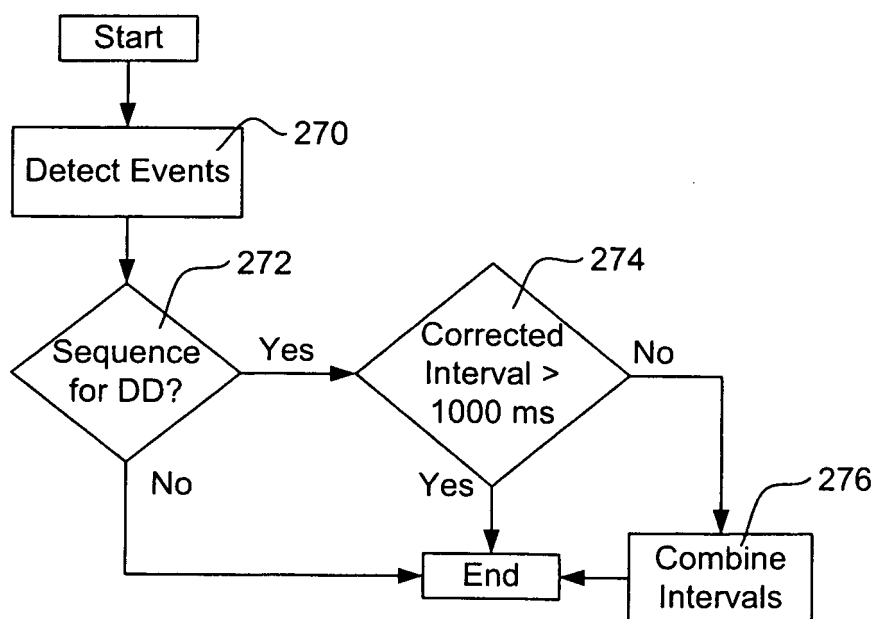 Start
270
Detect Events
272
274
Sequence
for DD?
Yes
Corrected
Interval >
1000 ms
No
No
Yes
276
End
Combine
Intervals